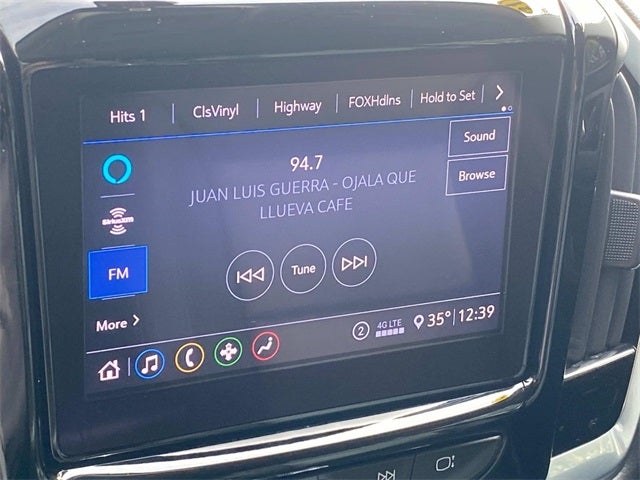 Hits 1 ClsVinyl Highway FOXHdlns Hold to Set
Sound
94.7
JUAN LUIS GUERRA - OJALA QUE
LLUEVA CAFE
Browse
SiriusXM
FM
Tune
More
2 4G LTE 35° 12:39